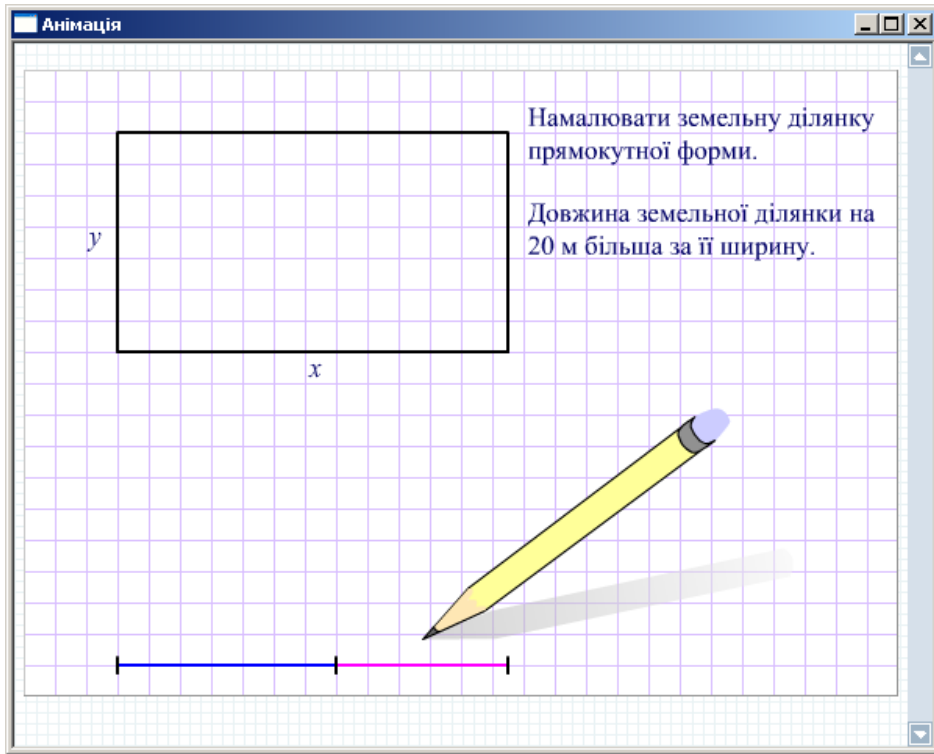 Анімація
Намалювати земельну ділянку
прямокутної форми.
Довжина земельної ділянки на
20 м більша за її ширину.
y
x